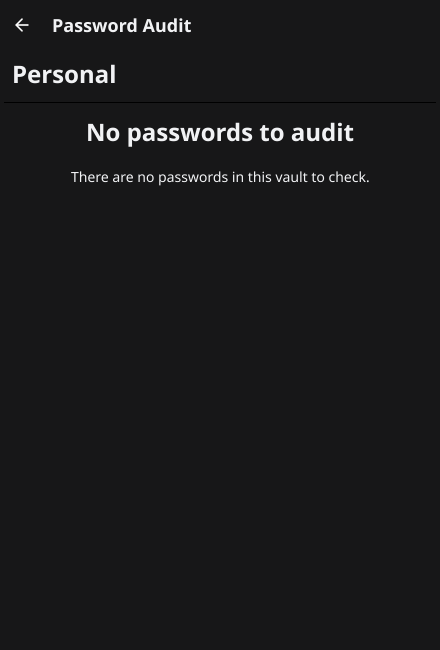 Password Audit
Personal
No passwords to audit
There are no passwords in this vault to check.